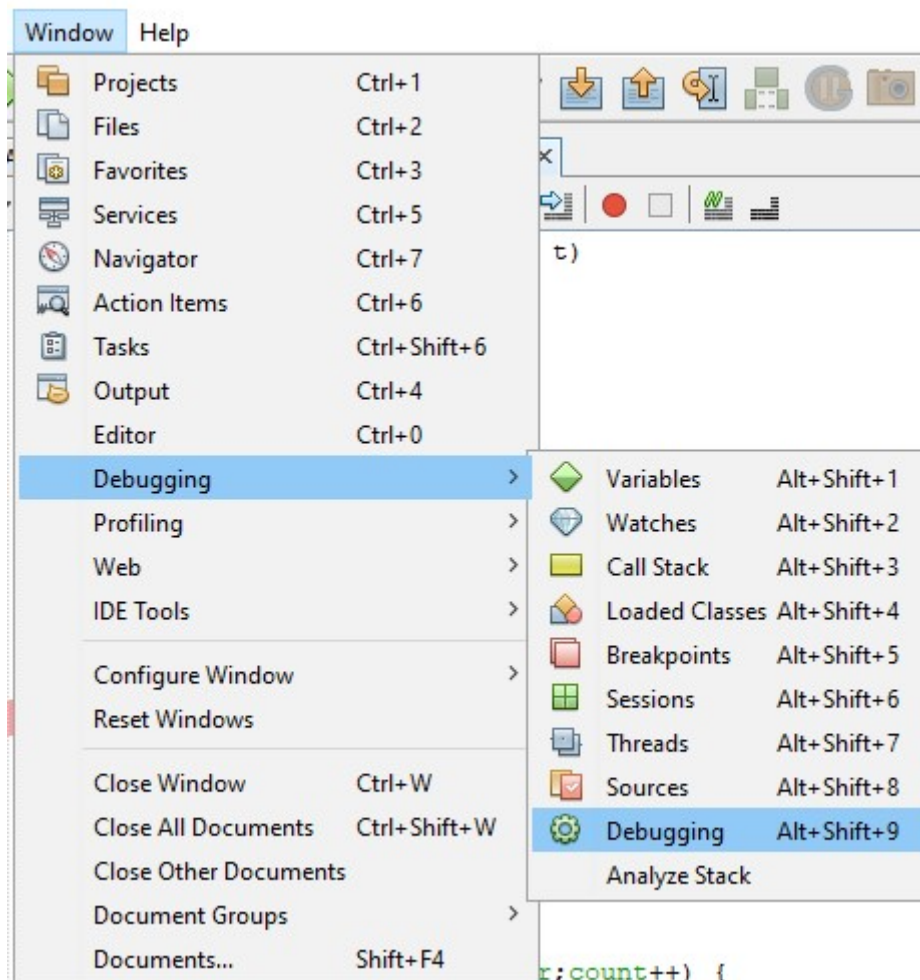 Window Help
Projects Ctrl+1
Files Ctrl+2
Favorites Ctrl+3
Services Ctrl+5
t)
Navigator Ctrl+7
Action Items Ctrl+6
Tasks Ctrl+Shift+6
Output Ctrl+4
Editor Ctrl+0
Debugging
Profiling
Web
IDE Tools
Configure Window
Reset Windows
Close Window Ctrl+W
Close All Documents Ctrl+Shift+W
Close Other Documents
Document Groups
Documents... Shift+F4
Variables Alt+Shift+1
Watches Alt+Shift+2
Call Stack Alt+Shift+3
Loaded Classes Alt+Shift+4
Breakpoints Alt+Shift+5
Sessions Alt+Shift+6
Threads Alt+Shift+7
Sources Alt+Shift+8
Debugging Alt+Shift+9
Analyze Stack
r;count++) {